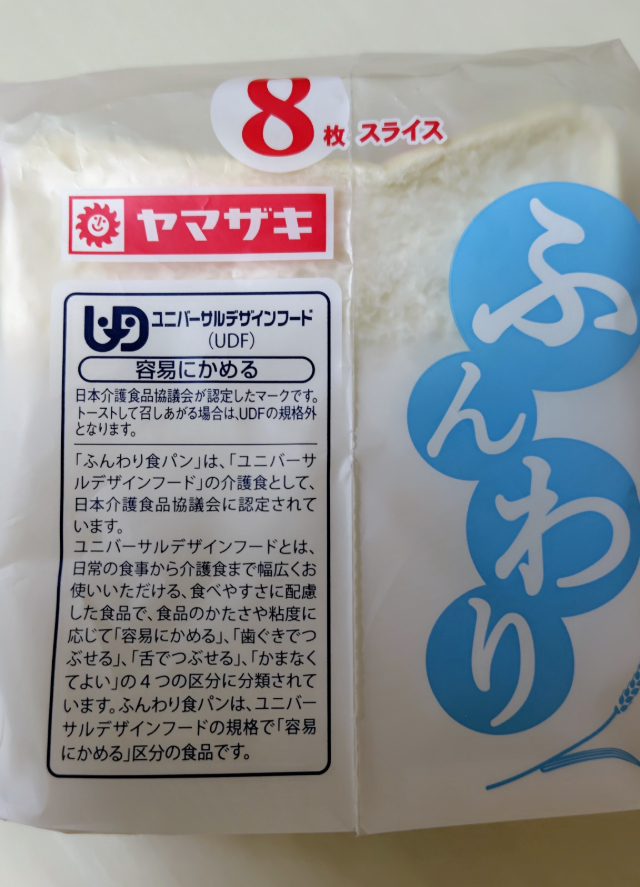 8枚 スライス
ヤマザキ
ユニバーサルデザインフード
(UDF)
容易にかめる
日本介護食品協議会が認定したマークです。
トーストして召しあがる場合は、UDFの規格外
となります。
「ふんわり食パン」は、「ユニバーサ
ルデザインフード」の介護食として、
日本介護食品協議会に認定されて
います。
ユニバーサルデザインフードとは、
日常の食事から介護食まで幅広くお
使いいただける、食べやすさに配慮
した食品で、食品のかたさや粘度に
応じて「容易にかめる」、「歯ぐきでつ
ぶせる」、「舌でつぶせる」、「かまなく
てよい」の4つの区分に分類されて
います。ふんわり食パンは、ユニバー
サルデザインフードの規格で「容易
にかめる」区分の食品です。
ふんわり